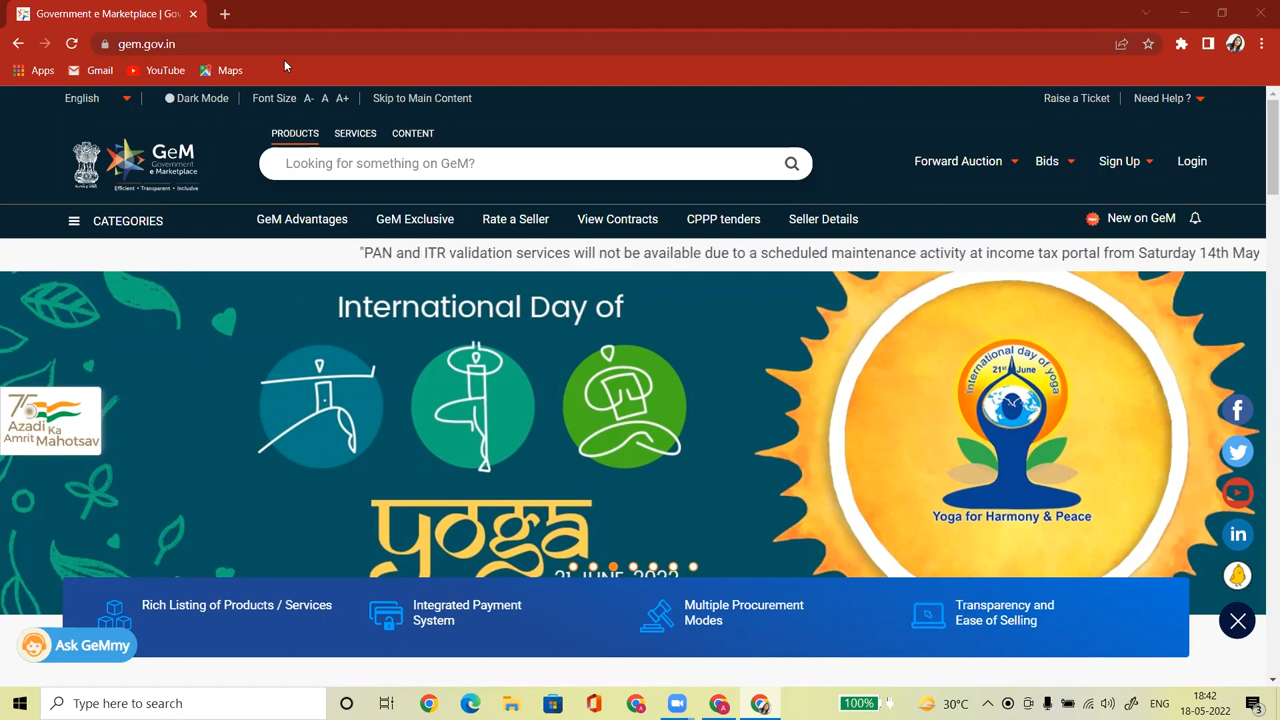 Government e Marketplace | Gov
gem.gov.in
Apps Gmail YouTube Maps
English Dark Mode Font Size A- A A+ Skip to Main Content Raise a Ticket Need Help ?
PRODUCTS SERVICES CONTENT
GeM
Government
e Marketplace
Efficient • Transparent • Inclusive
Looking for something on GeM?
Forward Auction Bids Sign Up Login
CATEGORIES GeM Advantages GeM Exclusive Rate a Seller View Contracts CPPP tenders Seller Details New on GeM
"PAN and ITR validation services will not be available due to a scheduled maintenance activity at income tax portal from Saturday 14th May
International Day of
योga
21 JUNE 2022
International day of yoga
21st June
Yoga for Harmony & Peace
75
Azadi Ka
Amrit Mahotsav
Rich Listing of Products / Services
Integrated Payment
System
Multiple Procurement
Modes
Transparency and
Ease of Selling
Ask GeMmy
Type here to search
100%
30°C
ENG
18:42
18-05-2022
3